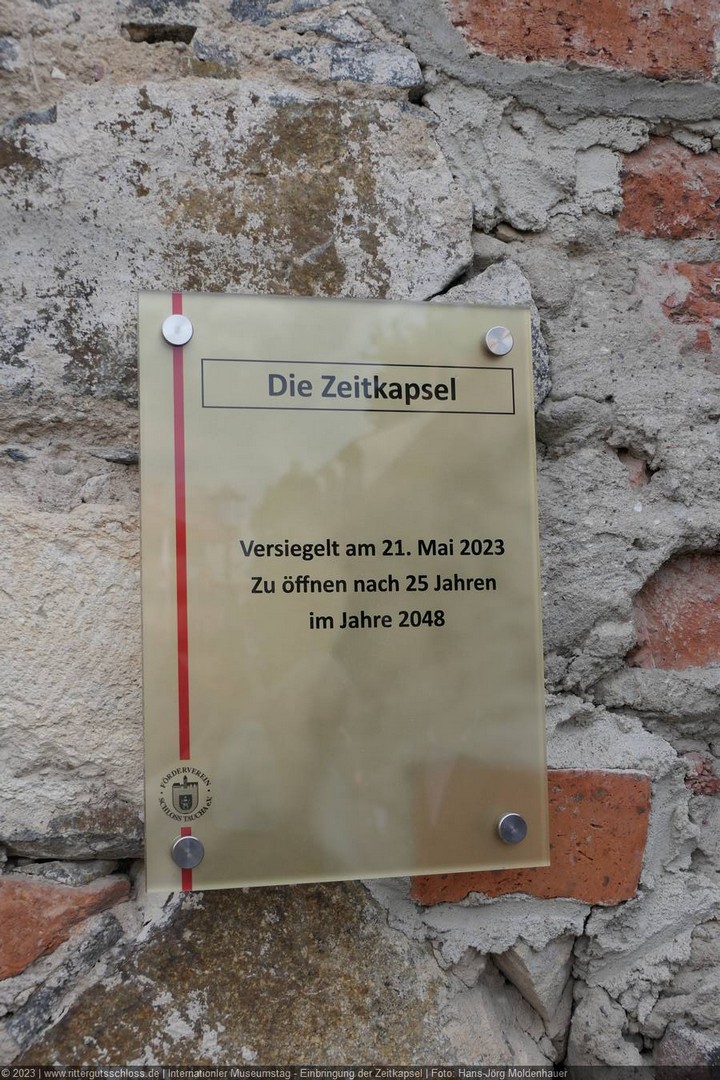 Die Zeitkapsel
Versiegelt am 21. Mai 2023
Zu öffnen nach 25 Jahren
im Jahre 2048
FÖRDERVEREIN
SCHLOSS TAUCHA e.V.
© 2023 | www.rittergutsschloss.de | Internationler Museumstag - Einbringung der Zeitkapsel | Foto: Hans-Jörg Moldenhauer